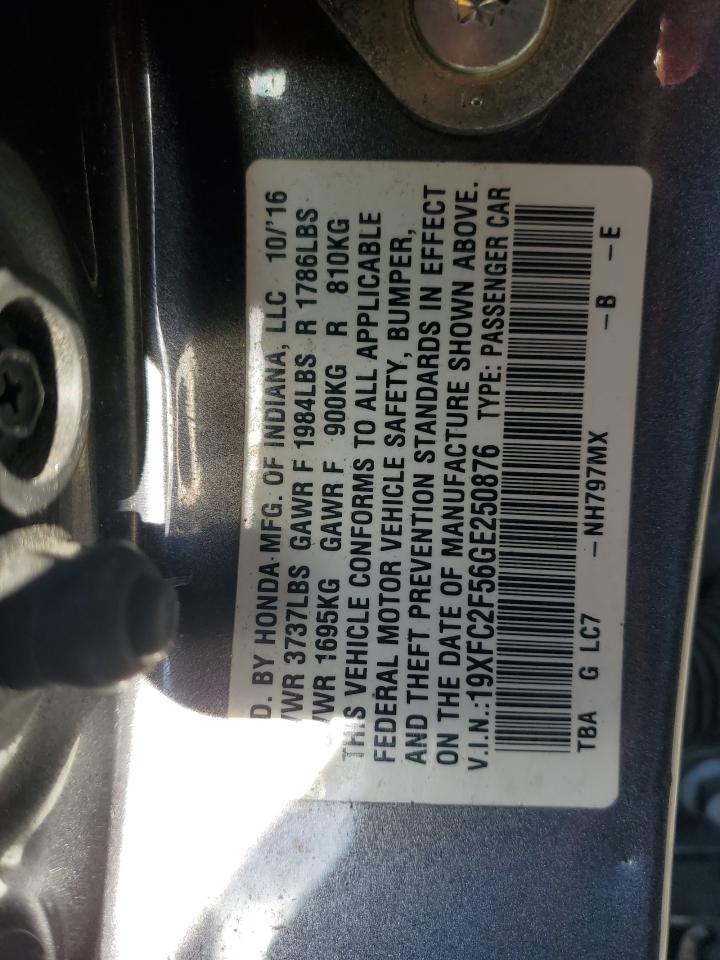 D. BY HONDA MFG. OF INDIANA, LLC 10/'16
VWR 3737LBS GAWR F 1984LBS R 1786LBS
VWR 1695KG GAWR F 900KG R 810KG
THIS VEHICLE CONFORMS TO ALL APPLICABLE
FEDERAL MOTOR VEHICLE SAFETY, BUMPER,
AND THEFT PREVENTION STANDARDS IN EFFECT
ON THE DATE OF MANUFACTURE SHOWN ABOVE.
V.I.N.:19XFC2F56GE250876 TYPE: PASSENGER CAR
TBA G LC7 –NH797MX –B –E